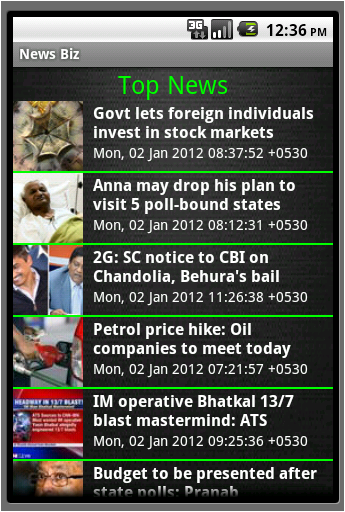 3G
12:36 PM
News Biz
Top News
Govt lets foreign individuals
invest in stock markets
Mon, 02 Jan 2012 08:37:52 +0530
Anna may drop his plan to
visit 5 poll-bound states
Mon, 02 Jan 2012 08:12:31 +0530
2G: SC notice to CBI on
Chandolia, Behura's bail
Mon, 02 Jan 2012 11:26:38 +0530
Petrol price hike: Oil
companies to meet today
Mon, 02 Jan 2012 07:21:57 +0530
HEADWAY IN 13/7 BLAST!
IM operative Bhatkal 13/7
blast mastermind: ATS
Mon, 02 Jan 2012 09:25:36 +0530
Budget to be presented after
state polls: Pranab